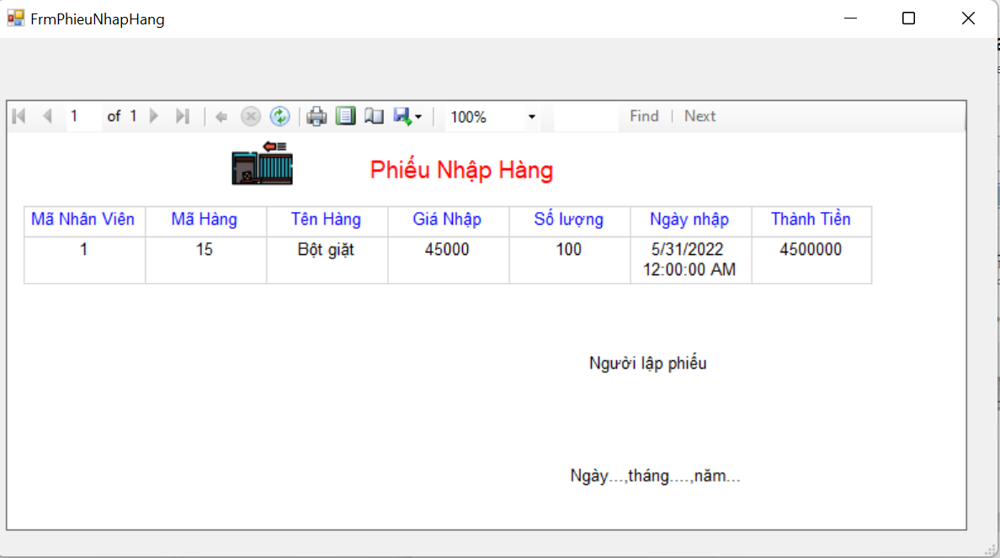 FrmPhieuNhapHang
1 of 1 100% Find | Next
Phiếu Nhập Hàng
Mã Nhân Viên Mã Hàng Tên Hàng Giá Nhập Số lượng Ngày nhập Thành Tiền
1 15 Bột giặt 45000 100 5/31/2022 4500000
12:00:00 AM
Người lập phiếu
Ngày...,tháng....,năm...